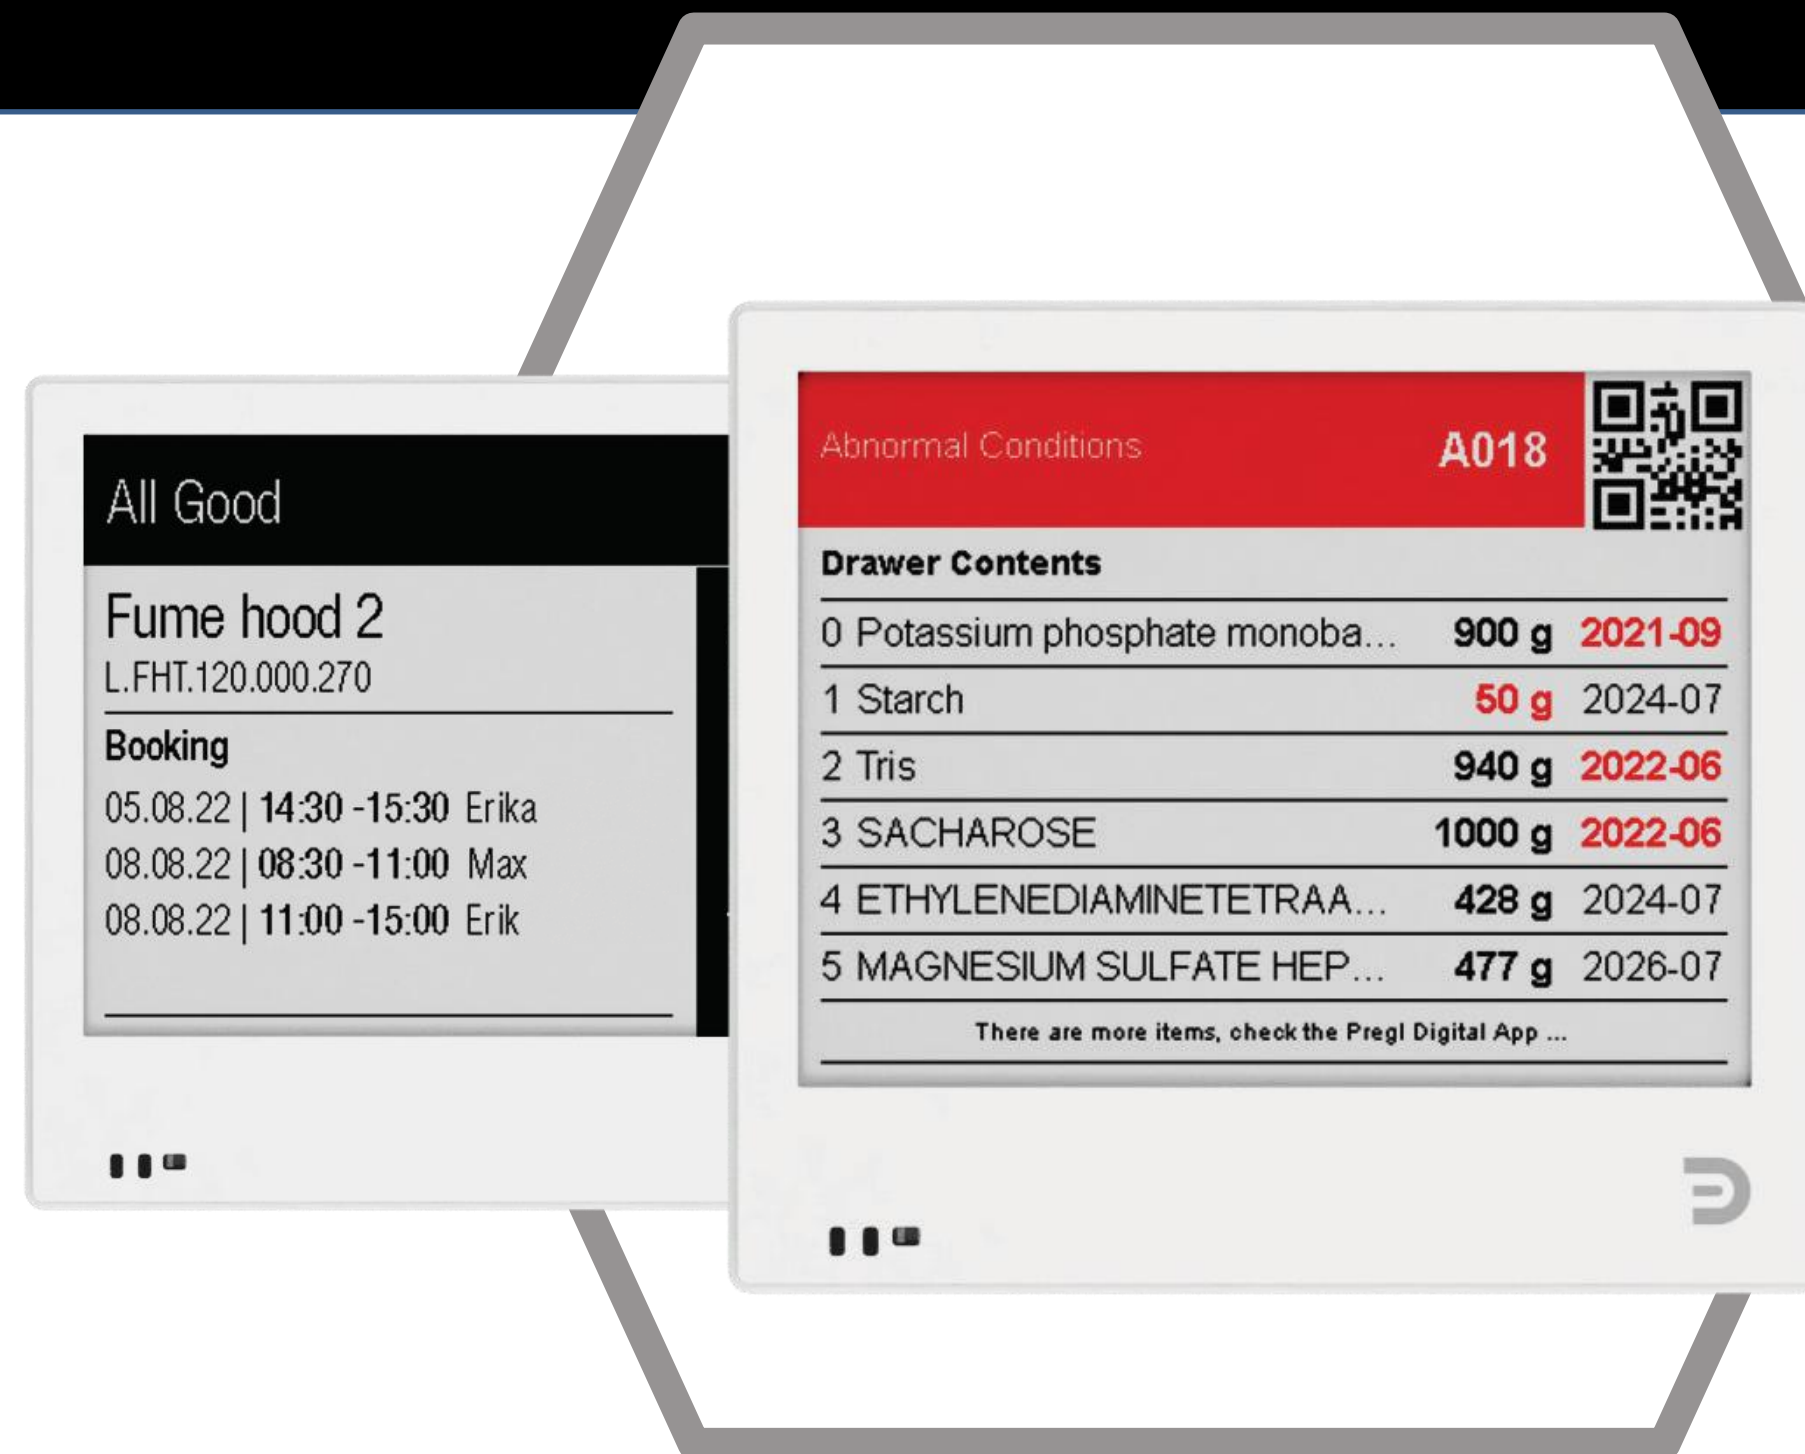 All Good
Fume hood 2
L.FHT.120.000.270
Booking
05.08.22 | 14:30 -15:30 Erika
08.08.22 | 08:30 -11:00 Max
08.08.22 | 11:00 -15:00 Erik
Abnormal Conditions A018
Drawer Contents
0 Potassium phosphate monoba... 900 g 2021-09
1 Starch 50 g 2024-07
2 Tris 940 g 2022-06
3 SACHAROSE 1000 g 2022-06
4 ETHYLENEDIAMINETETRAA... 428 g 2024-07
5 MAGNESIUM SULFATE HEP... 477 g 2026-07
There are more items, check the Pregl Digital App ...